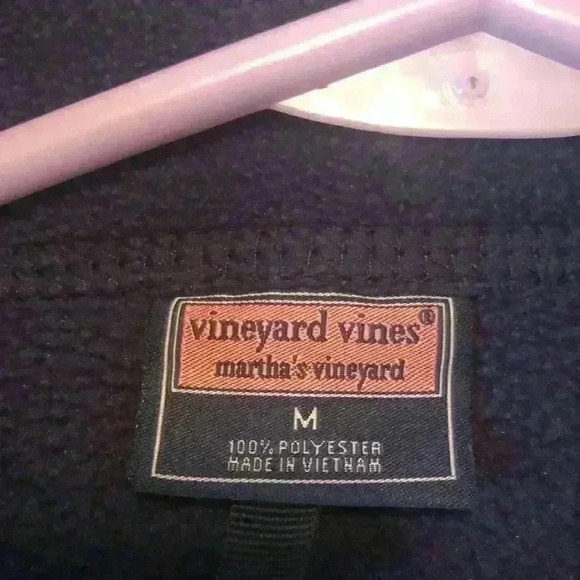 vineyard vines®
martha's vineyard
M
100% POLYESTER
MADE IN VIETNAM